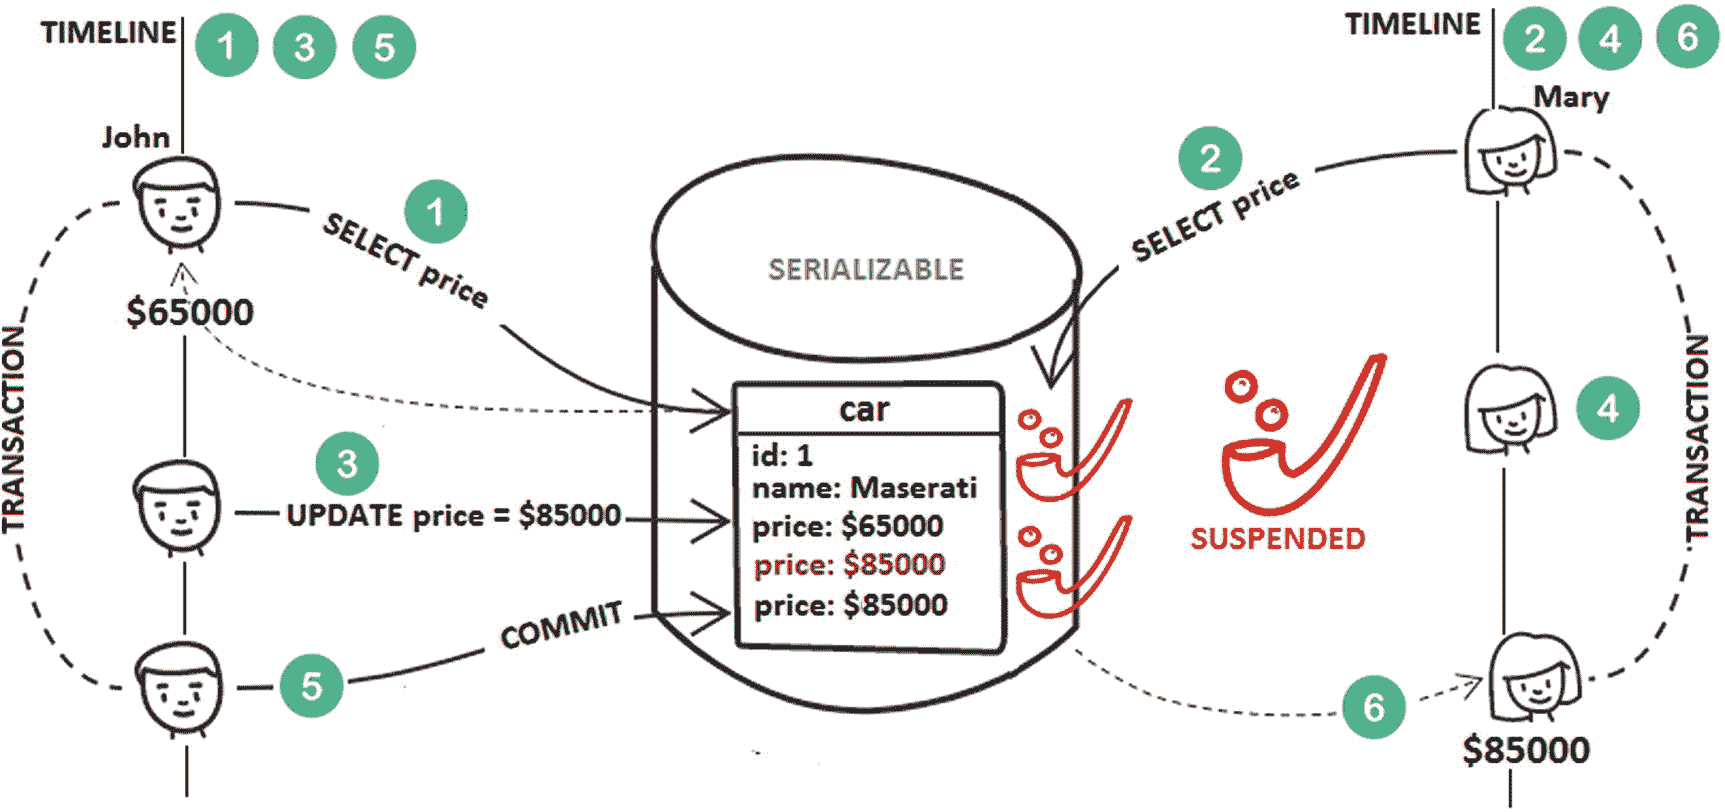 TIMELINE 1 3 5
TIMELINE 2 4 6
John
Mary
1
SELECT price
2
SELECT price
$65000
SERIALIZABLE
TRANSACTION
TRANSACTION
car
id: 1
name: Maserati
price: $65000
price: $85000
price: $85000
3
UPDATE price = $85000
4
SUSPENDED
5
COMMIT
6
$85000